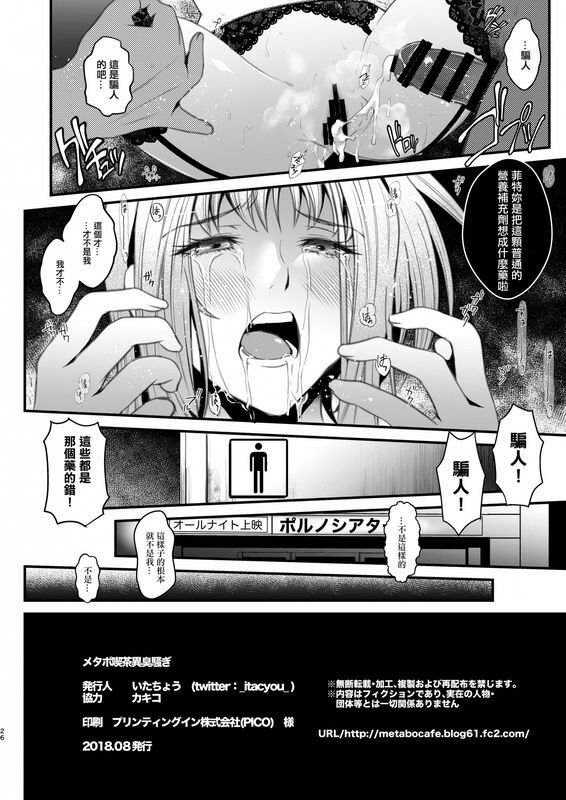 …騙人
這是騙人
的吧…
菲特妳是把這顆普通的
營養補充劑想成什麼藥啦
這個才…
…才不是我
我才不…
騙人！
騙人！
這些都是
那個藥的錯！
オールナイト上映
ポルノシアタ
…不是這樣的
這樣子的根本
就不是我…
不是…
メタボ喫茶異臭騒ぎ
発行人　いたちょう　(twitter：_itacyou_)
協力　カキコ
印刷　プリンティングイン株式会社(PICO)　様
2018.08発行
※無断転載・加工、複製および再配布を禁じます。
※内容はフィクションであり、実在の人物・
団体等とは一切関係ありません
URL/http://metabocafe.blog61.fc2.com/
26